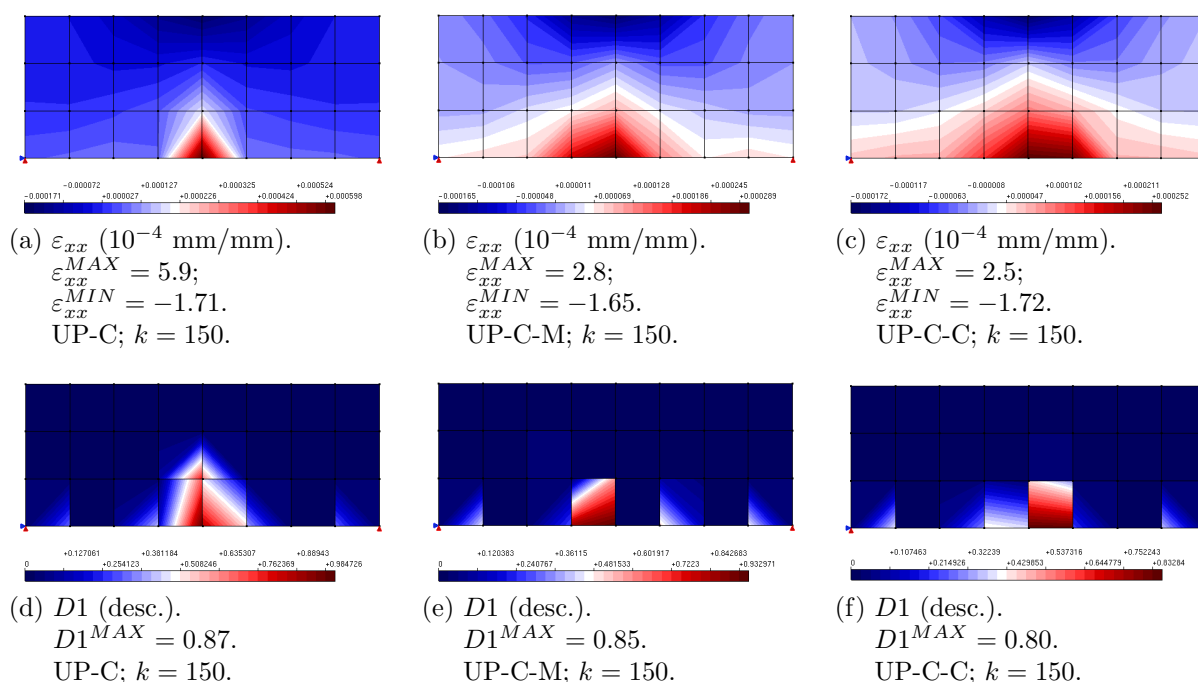 -0.000072 +0.000127 +0.000325 +0.000524
-0.000171 +0.000027 +0.000226 +0.000424 +0.000598
(a) εxx (10−4 mm/mm).
εxxMAX = 5.9;
εxxMIN = −1.71.
UP-C; k = 150.
-0.000106 +0.000011 +0.000128 +0.000245
-0.000165 -0.000048 +0.000069 +0.000186 +0.000289
(b) εxx (10−4 mm/mm).
εxxMAX = 2.8;
εxxMIN = −1.65.
UP-C-M; k = 150.
-0.000117 -0.000008 +0.000102 +0.000211
-0.000172 -0.000063 +0.000047 +0.000156 +0.000252
(c) εxx (10−4 mm/mm).
εxxMAX = 2.5;
εxxMIN = −1.72.
UP-C-C; k = 150.
+0.127061 +0.381184 +0.635307 +0.88943
0 +0.254123 +0.508246 +0.762369 +0.984726
(d) D1 (desc.).
D1MAX = 0.87.
UP-C; k = 150.
+0.120383 +0.36115 +0.601917 +0.842683
0 +0.240767 +0.481533 +0.7223 +0.932971
(e) D1 (desc.).
D1MAX = 0.85.
UP-C-M; k = 150.
+0.107463 +0.32239 +0.537316 +0.752243
0 +0.214926 +0.429853 +0.644779 +0.83284
(f) D1 (desc.).
D1MAX = 0.80.
UP-C-C; k = 150.